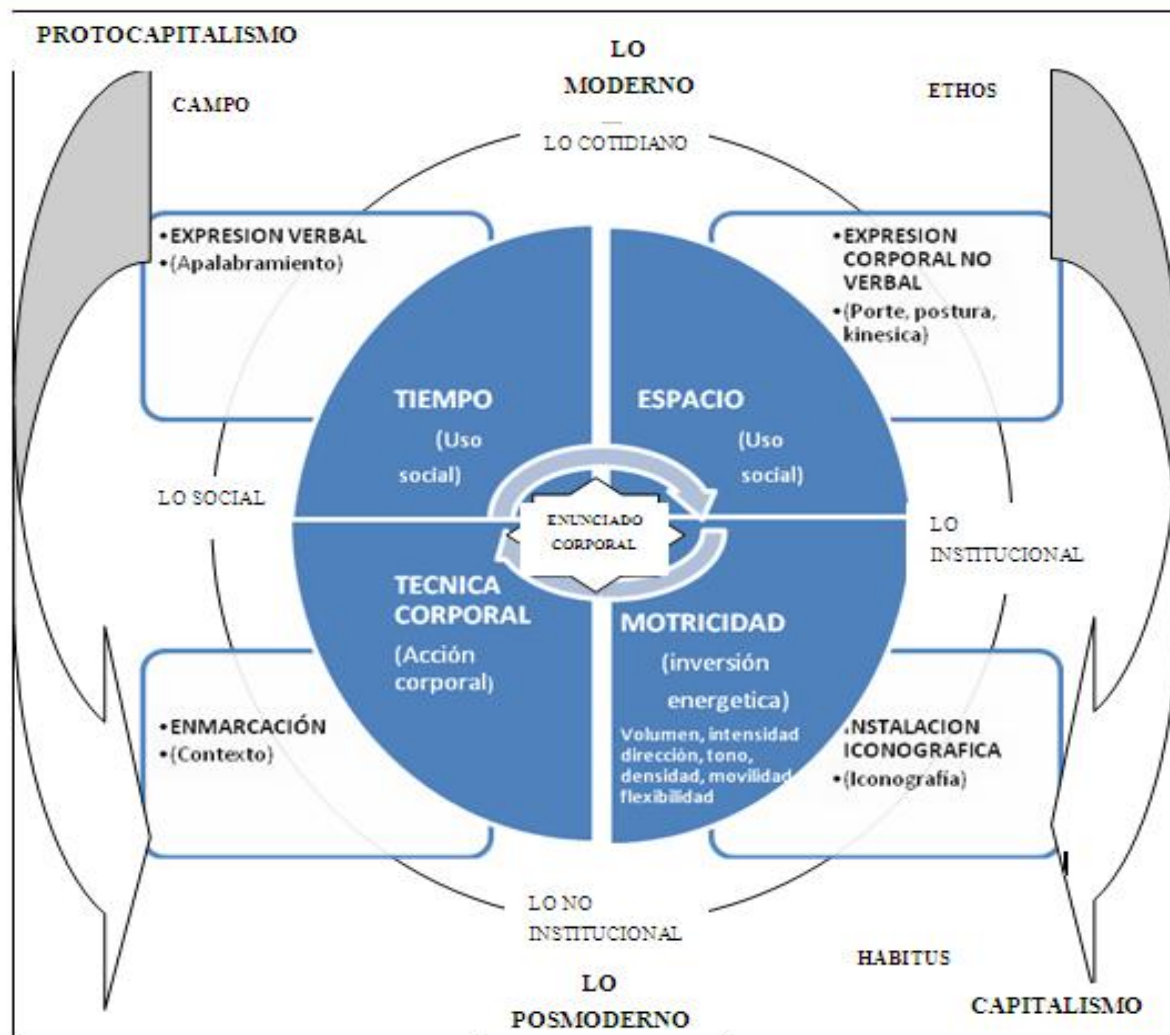 PROTOCAPITALISMO
LO
MODERNO
CAMPO
ETHOS
LO COTIDIANO
•EXPRESION VERBAL
•(Apalabramiento)
•EXPRESION
CORPORAL NO
VERBAL
•(Porte, postura,
kinesica)
TIEMPO
(Uso
social)
ESPACIO
(Uso
social)
LO SOCIAL
ENUNCIADO
CORPORAL
LO
INSTITUCIONAL
TECNICA
CORPORAL
(Acción
corporal)
MOTRICIDAD
(inversión
energetica)
Volumen, intensidad
dirección, tono,
densidad, movilidad
flexibilidad
•ENMARCACIÓN
•(Contexto)
INSTALACION
ICONOGRAFICA
•(Iconografía)
LO NO
INSTITUCIONAL
HABITUS
LO
POSMODERNO
CAPITALISMO